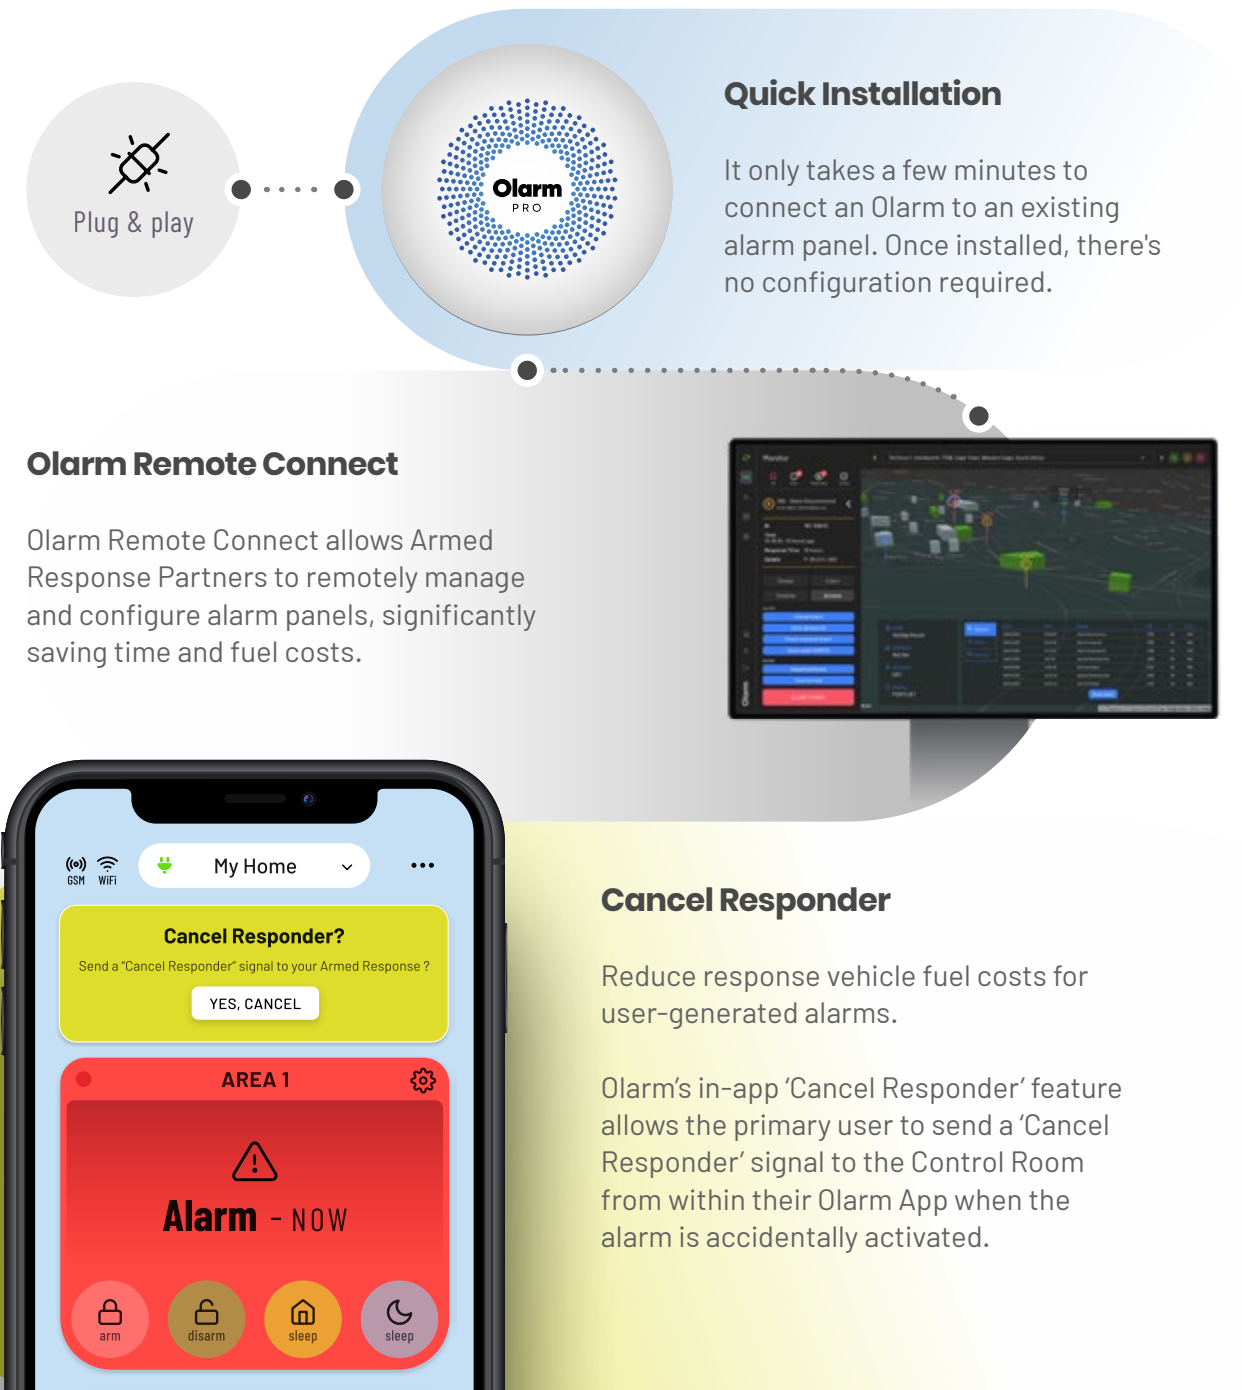 Plug & play
Olarm
PRO
Quick Installation
It only takes a few minutes to
connect an Olarm to an existing
alarm panel. Once installed, there's
no configuration required.
Olarm Remote Connect
Olarm Remote Connect allows Armed
Response Partners to remotely manage
and configure alarm panels, significantly
saving time and fuel costs.
Monitor
Olarm
GSM
WiFi
My Home
Cancel Responder?
Send a "Cancel Responder" signal to your Armed Response ?
YES, CANCEL
AREA 1
Alarm - NOW
arm
disarm
sleep
sleep
Cancel Responder
Reduce response vehicle fuel costs for
user-generated alarms.
Olarm’s in-app ‘Cancel Responder’ feature
allows the primary user to send a ‘Cancel
Responder’ signal to the Control Room
from within their Olarm App when the
alarm is accidentally activated.